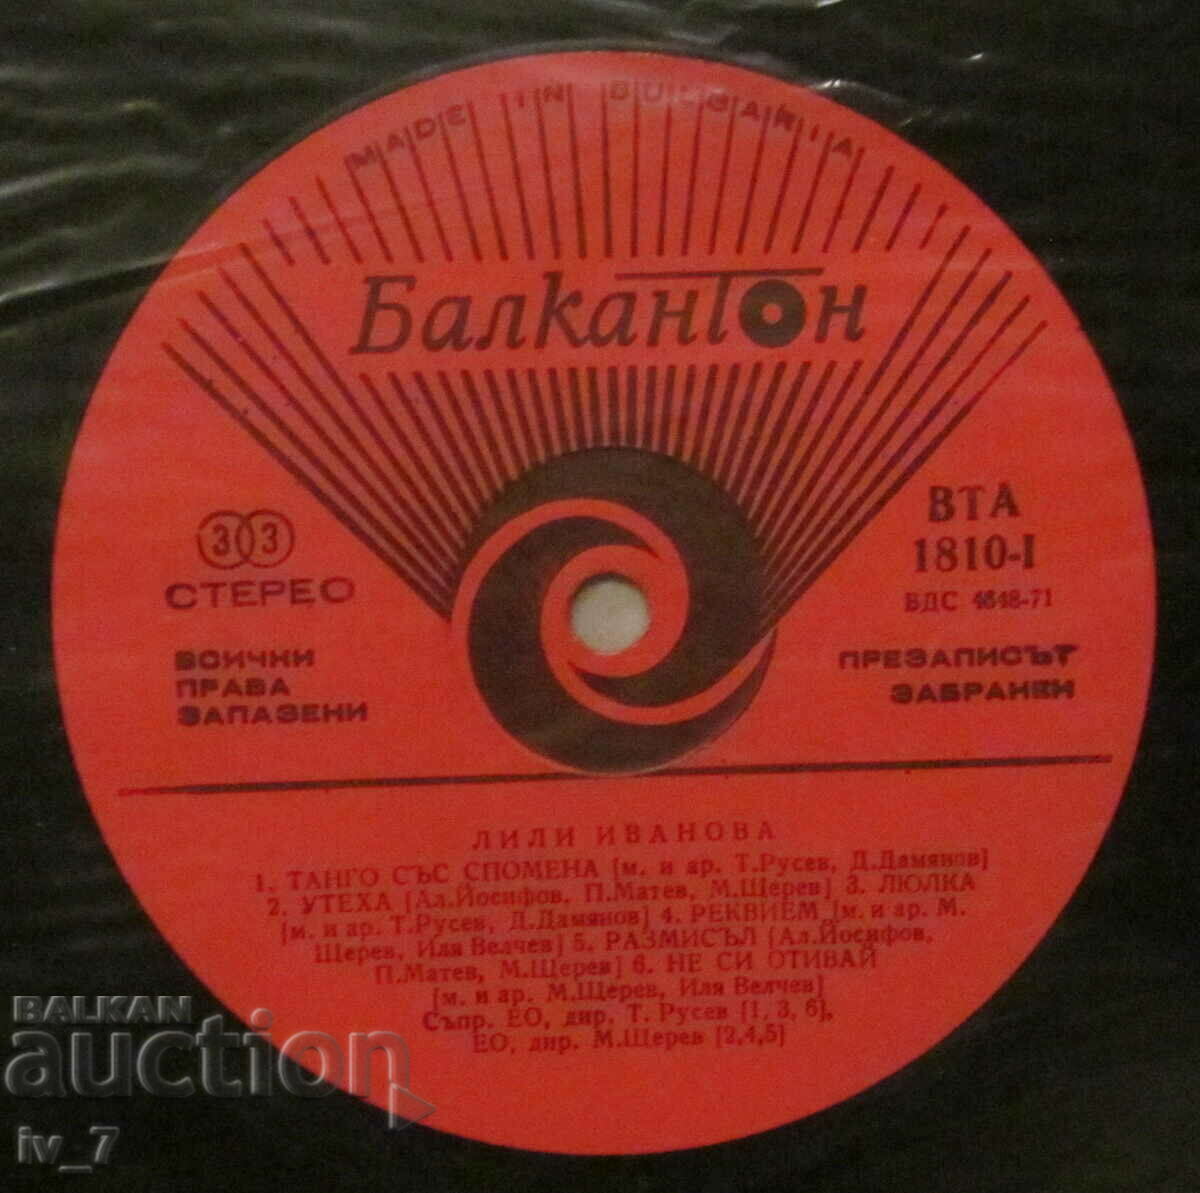 MADE IN BULGARIA
Балкантон
33
СТЕРЕО
ВСИЧКИ
ПРАВА
ЗАПАЗЕНИ
ВТА
1810-I
БДС 4648-71
ПРЕЗАПИСЪТ
ЗАБРАНЕН
ЛИЛИ ИВАНОВА
1. ТАНГО СЪС СПОМЕНА [м. и ар. Т.Русев, Д.Дамянов]
2. УТЕХА [Ал.Йосифов, П.Матев, М.Щерев] 3. ЛЮЛКА
[м. и ар. Т.Русев, Д.Дамянов] 4. РЕКВИЕМ [м. и ар. М.
Щерев, Иля Велчев] 5. РАЗМИСЪЛ [Ал.Йосифов,
П.Матев, М.Щерев] 6. НЕ СИ ОТИВАЙ
[м. и ар. М.Щерев, Иля Велчев]
Съпр. ЕО, дир. Т. Русев [1, 3, 6],
ЕО, дир. М.Щерев [2,4,5]
BALKAN
auction
iv_7